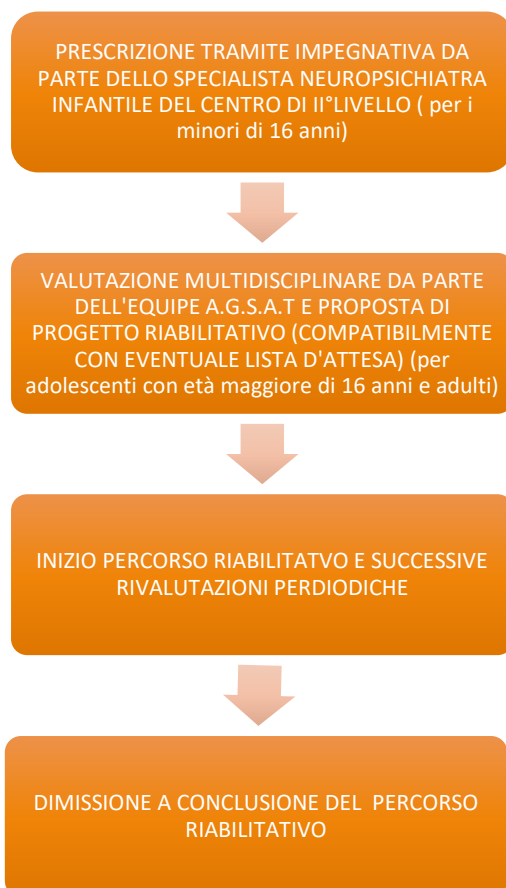 PRESCRIZIONE TRAMITE IMPEGNATIVA DA
PARTE DELLO SPECIALISTA NEUROPSICHIATRA
INFANTILE DEL CENTRO DI II°LIVELLO ( per i
minori di 16 anni)
VALUTAZIONE MULTIDISCIPLINARE DA PARTE
DELL'EQUIPE A.G.S.A.T E PROPOSTA DI
PROGETTO RIABILITATIVO (COMPATIBILMENTE
CON EVENTUALE LISTA D'ATTESA) (per
adolescenti con età maggiore di 16 anni e adulti)
INIZIO PERCORSO RIABILITATVO E SUCCESSIVE
RIVALUTAZIONI PERDIODICHE
DIMISSIONE A CONCLUSIONE DEL PERCORSO
RIABILITATIVO